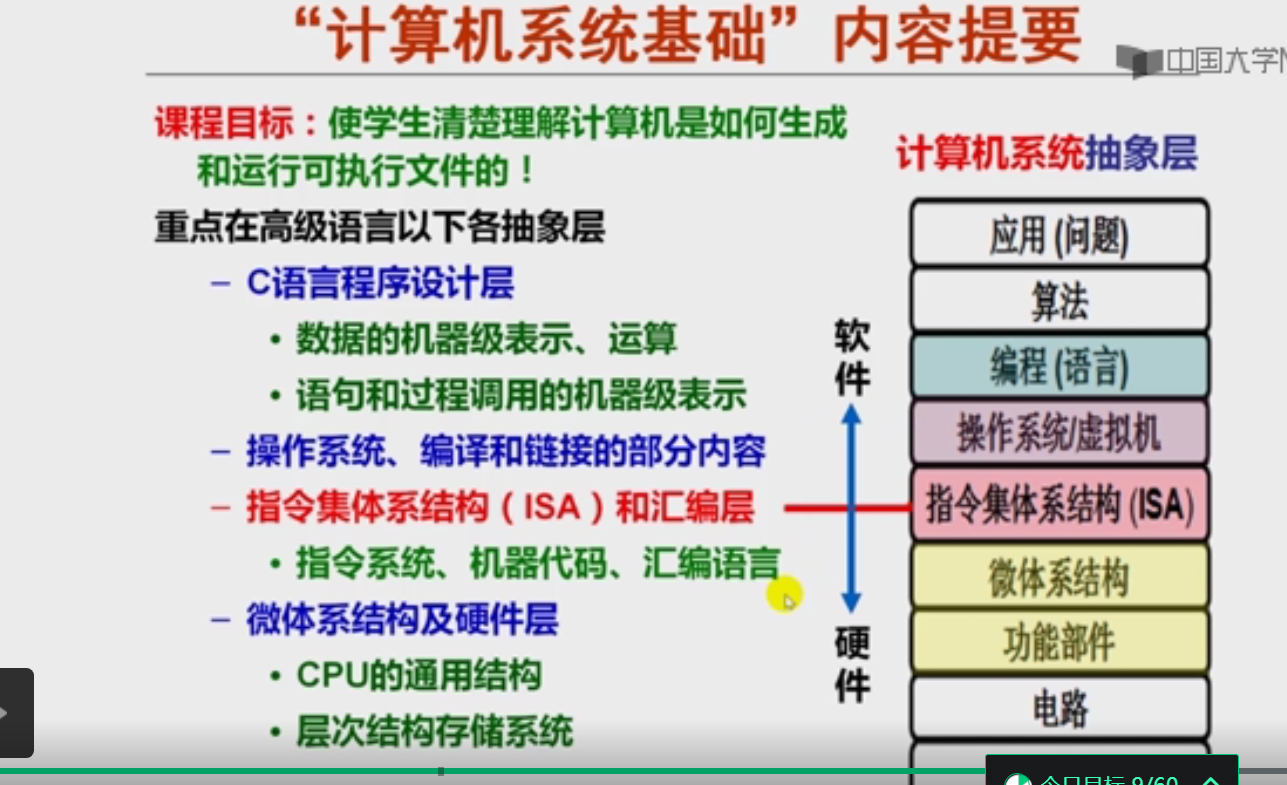 “计算机系统基础”内容提要
中国大学M
课程目标：使学生清楚理解计算机是如何生成
和运行可执行文件的！
重点在高级语言以下各抽象层
– C语言程序设计层
• 数据的机器级表示、运算
• 语句和过程调用的机器级表示
– 操作系统、编译和链接的部分内容
– 指令集体系结构（ISA）和汇编层
• 指令系统、机器代码、汇编语言
– 微体系结构及硬件层
• CPU的通用结构
• 层次结构存储系统
计算机系统抽象层
软件
硬件
应用 (问题)
算法
编程 (语言)
操作系统/虚拟机
指令集体系结构 (ISA)
微体系结构
功能部件
电路
今日目标 9/60